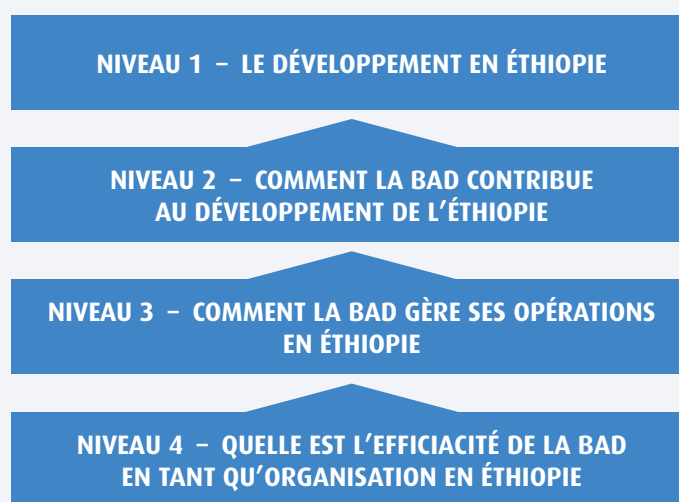 NIVEAU 1 – LE DÉVELOPPEMENT EN ÉTHIOPIE
NIVEAU 2 – COMMENT LA BAD CONTRIBUE
AU DÉVELOPPEMENT DE L'ÉTHIOPIE
NIVEAU 3 – COMMENT LA BAD GÈRE SES OPÉRATIONS
EN ÉTHIOPIE
NIVEAU 4 – QUELLE EST L'EFFICIACITÉ DE LA BAD
EN TANT QU'ORGANISATION EN ÉTHIOPIE